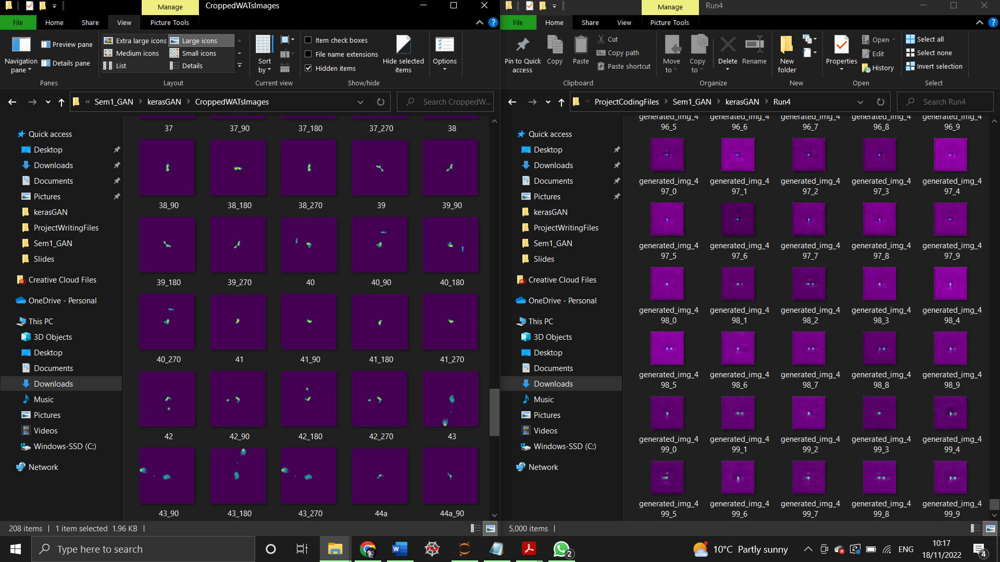 Manage
CroppedWATsImages
File
Home
Share
View
Picture Tools
Navigation pane
Preview pane
Details pane
Panes
Extra large icons
Large icons
Medium icons
Small icons
List
Details
Layout
Sort by
Current view
Item check boxes
File name extensions
Hidden items
Hide selected items
Show/hide
Options
« Sem1_GAN > kerasGAN > CroppedWATsImages
Search CroppedW...
Quick access
Desktop
Downloads
Documents
Pictures
kerasGAN
ProjectWritingFiles
Sem1_GAN
Slides
Creative Cloud Files
OneDrive - Personal
This PC
3D Objects
Desktop
Documents
Downloads
Music
Pictures
Videos
Windows-SSD (C:)
Network
37 37_90 37_180 37_270 38
38_90 38_180 38_270 39 39_90
39_180 39_270 40 40_90 40_180
40_270 41 41_90 41_180 41_270
42 42_90 42_180 42_270 43
43_90 43_180 43_270 44a 44a_90
208 items
1 item selected 1.96 KB
Manage
Run4
File
Home
Share
View
Picture Tools
Pin to Quick access
Copy
Paste
Cut
Copy path
Paste shortcut
Clipboard
Move to
Copy to
Delete
Rename
Organize
New folder
New
Properties
Open
Edit
History
Open
Select all
Select none
Invert selection
Select
« ProjectCodingFiles > Sem1_GAN > kerasGAN > Run4
Search Run4
Quick access
Desktop
Downloads
Documents
Pictures
kerasGAN
ProjectWritingFiles
Sem1_GAN
Slides
Creative Cloud Files
OneDrive - Personal
This PC
3D Objects
Desktop
Documents
Downloads
Music
Pictures
Videos
Windows-SSD (C:)
Network
generated_img_4 generated_img_4 generated_img_4 generated_img_4 generated_img_4
96_5 96_6 96_7 96_8 96_9
generated_img_4 generated_img_4 generated_img_4 generated_img_4 generated_img_4
97_0 97_1 97_2 97_3 97_4
generated_img_4 generated_img_4 generated_img_4 generated_img_4 generated_img_4
97_5 97_6 97_7 97_8 97_9
generated_img_4 generated_img_4 generated_img_4 generated_img_4 generated_img_4
98_0 98_1 98_2 98_3 98_4
generated_img_4 generated_img_4 generated_img_4 generated_img_4 generated_img_4
98_5 98_6 98_7 98_8 98_9
generated_img_4 generated_img_4 generated_img_4 generated_img_4 generated_img_4
99_0 99_1 99_2 99_3 99_4
generated_img_4 generated_img_4 generated_img_4 generated_img_4 generated_img_4
99_5 99_6 99_7 99_8 99_9
5,000 items
Type here to search
2
10°C Partly sunny
ENG
10:17
18/11/2022
4